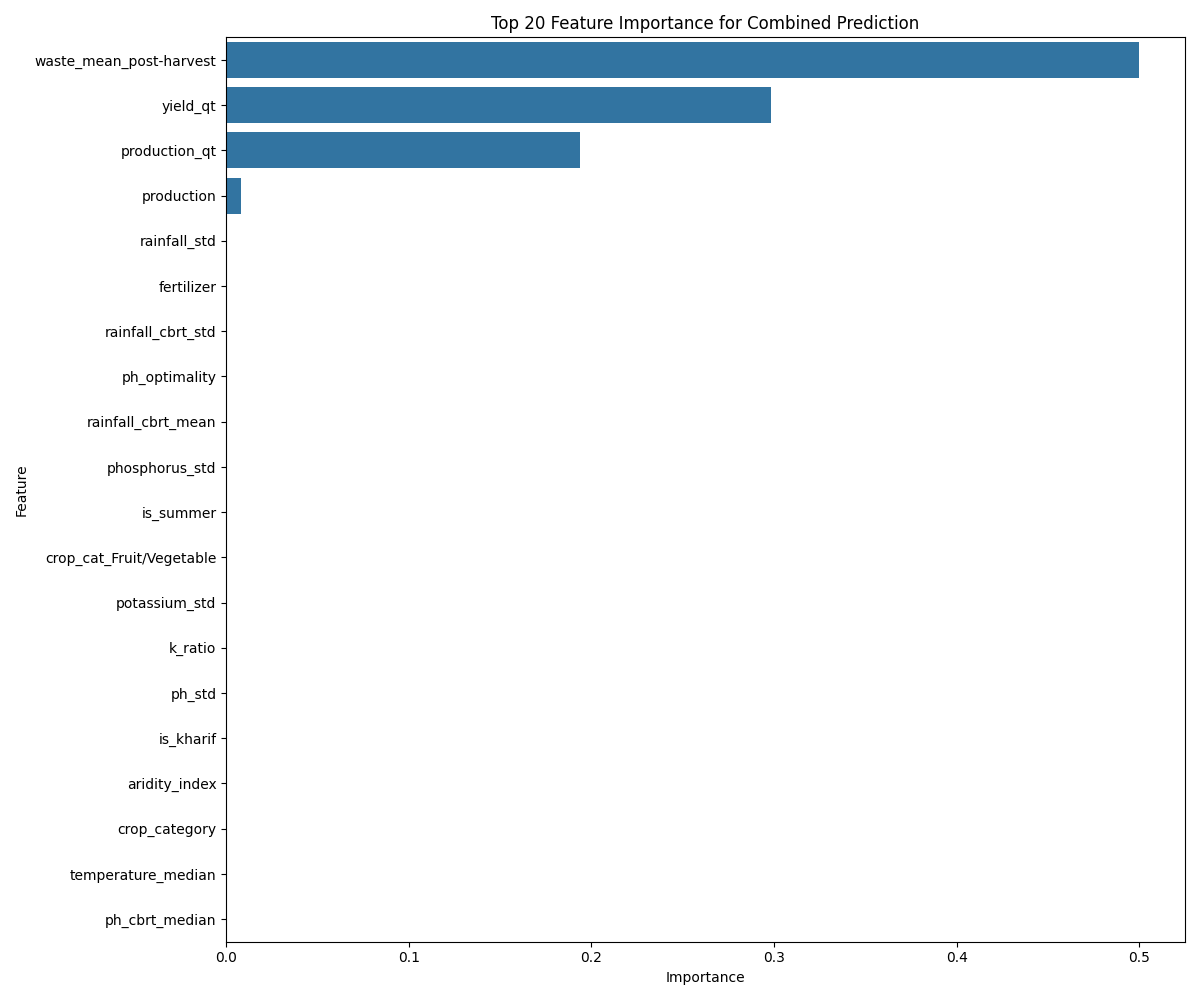 Top 20 Feature Importance for Combined Prediction
waste_mean_post-harvest
yield_qt
production_qt
production
rainfall_std
fertilizer
rainfall_cbrt_std
ph_optimality
rainfall_cbrt_mean
phosphorus_std
is_summer
crop_cat_Fruit/Vegetable
potassium_std
k_ratio
ph_std
is_kharif
aridity_index
crop_category
temperature_median
ph_cbrt_median
Feature
0.0 0.1 0.2 0.3 0.4 0.5
Importance